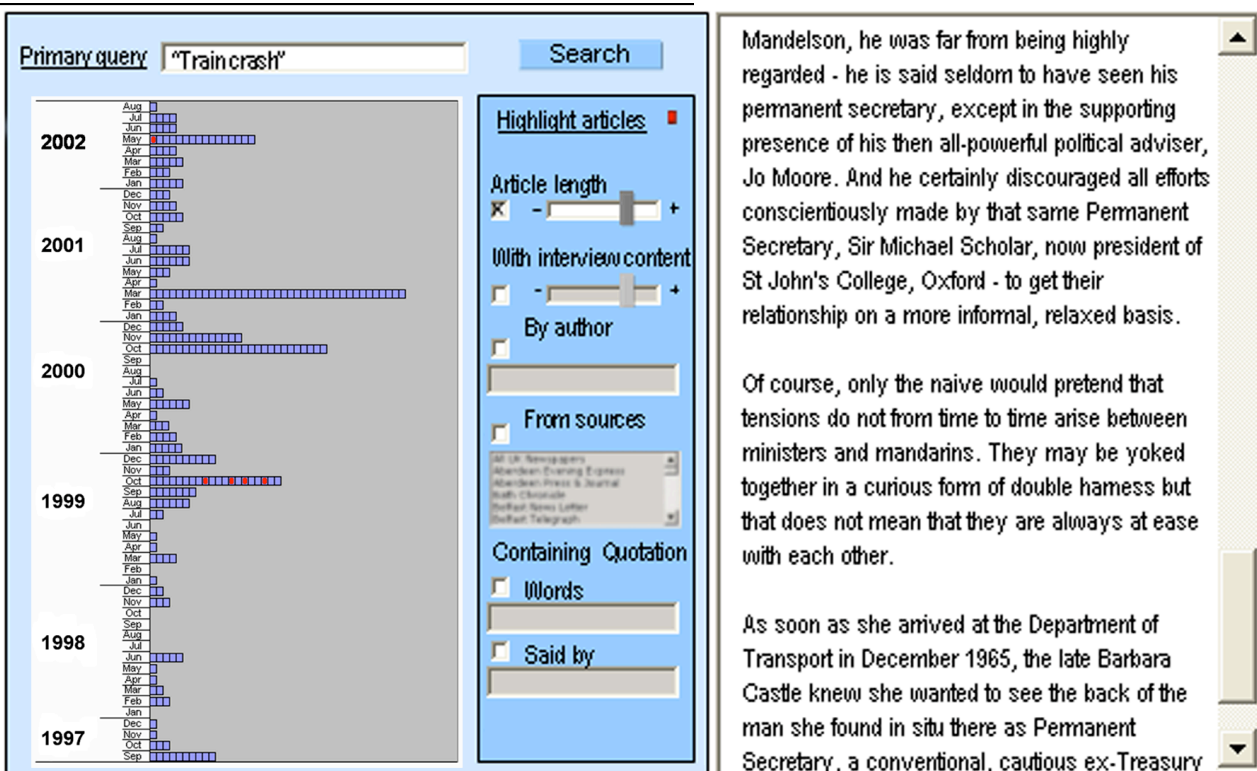 Primary query
"Train crash"
Search
Aug
Jul
Jun
2002 May
Apr
Mar
Feb
Jan
Dec
Nov
Oct
Sep
Aug
2001 Jul
Jun
May
Apr
Mar
Feb
Jan
Dec
Nov
Oct
Sep
2000 Aug
Jul
Jun
May
Apr
Mar
Feb
Jan
Dec
Nov
Oct
Sep
1999 Aug
Jul
Jun
May
Apr
Mar
Feb
Jan
Dec
Nov
Oct
Sep
Aug
1998 Jul
Jun
May
Apr
Mar
Feb
Jan
Dec
1997 Nov
Oct
Sep
Highlight articles
Article length
- +
With interview content
- +
By author
From sources
All UK Newspapers
Aberdeen Evening Express
Aberdeen Press & Journal
Bath Chronicle
Belfast News Letter
Belfast Telegraph
Containing Quotation
Words
Said by
Mandelson, he was far from being highly
regarded - he is said seldom to have seen his
permanent secretary, except in the supporting
presence of his then all-powerful political adviser,
Jo Moore. And he certainly discouraged all efforts
conscientiously made by that same Permanent
Secretary, Sir Michael Scholar, now president of
St John's College, Oxford - to get their
relationship on a more informal, relaxed basis.
Of course, only the naive would pretend that
tensions do not from time to time arise between
ministers and mandarins. They may be yoked
together in a curious form of double harness but
that does not mean that they are always at ease
with each other.
As soon as she arrived at the Department of
Transport in December 1965, the late Barbara
Castle knew she wanted to see the back of the
man she found in situ there as Permanent
Secretary, a conventional, cautious ex-Treasury